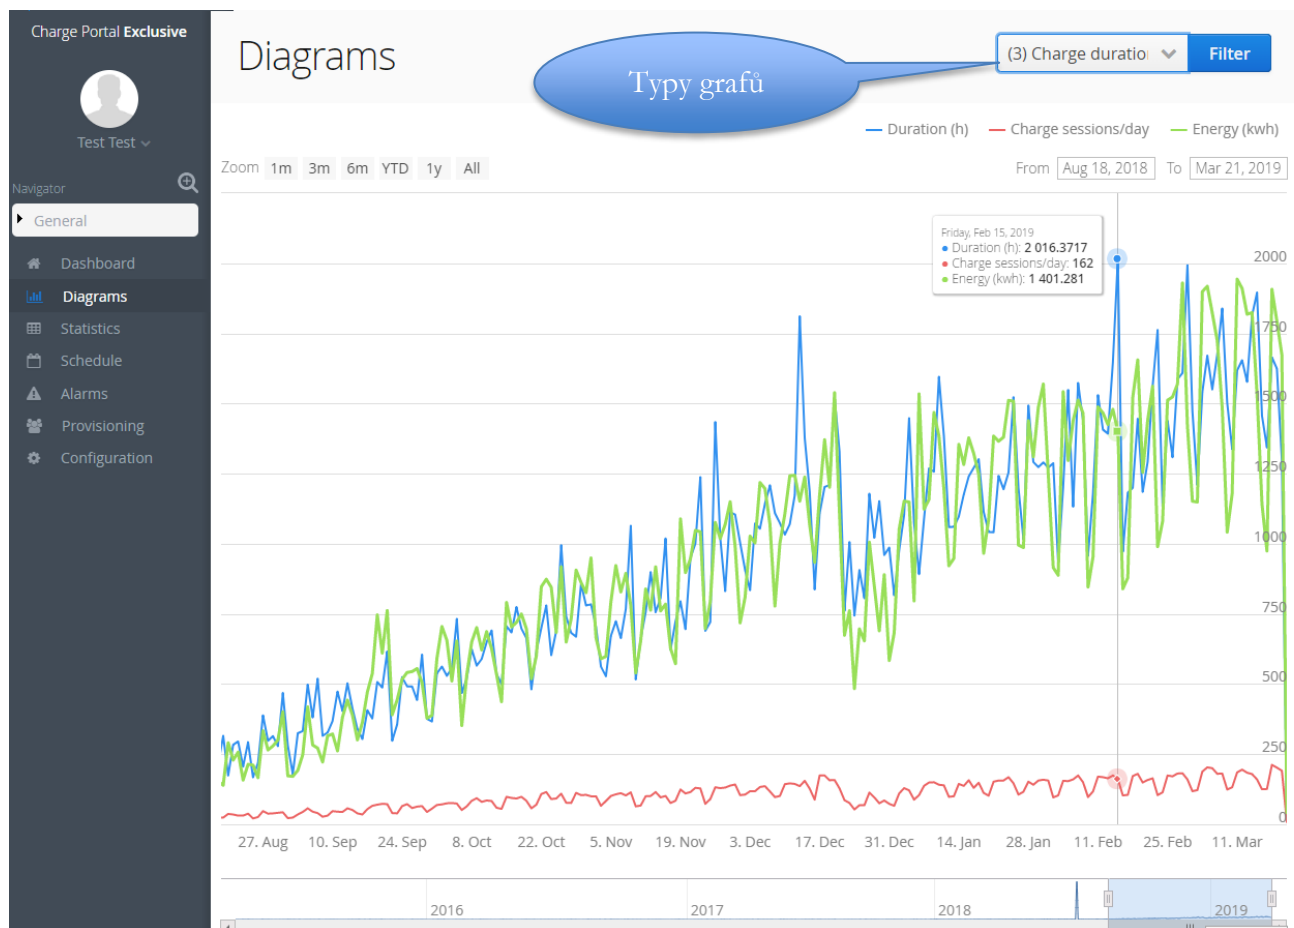 Charge Portal Exclusive
Test Test
Navigator
General
Dashboard
Diagrams
Statistics
Schedule
Alarms
Provisioning
Configuration
Diagrams
Typy grafů
(3) Charge duratio
Filter
Duration (h)
Charge sessions/day
Energy (kwh)
Zoom 1m 3m 6m YTD 1y All
From Aug 18, 2018 To Mar 21, 2019
Friday, Feb 15, 2019
Duration (h): 2 016.3717
Charge sessions/day: 162
Energy (kwh): 1 401.281
2000
1750
1500
1250
1000
750
500
250
0
27. Aug 10. Sep 24. Sep 8. Oct 22. Oct 5. Nov 19. Nov 3. Dec 17. Dec 31. Dec 14. Jan 28. Jan 11. Feb 25. Feb 11. Mar
2016 2017 2018 2019